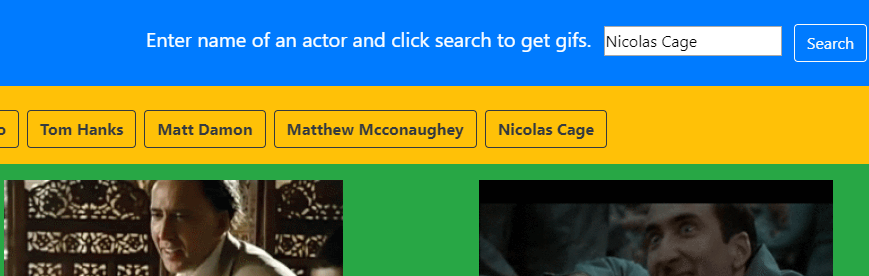 Enter name of an actor and click search to get gifs. Nicolas Cage Search
o Tom Hanks Matt Damon Matthew Mcconaughey Nicolas Cage